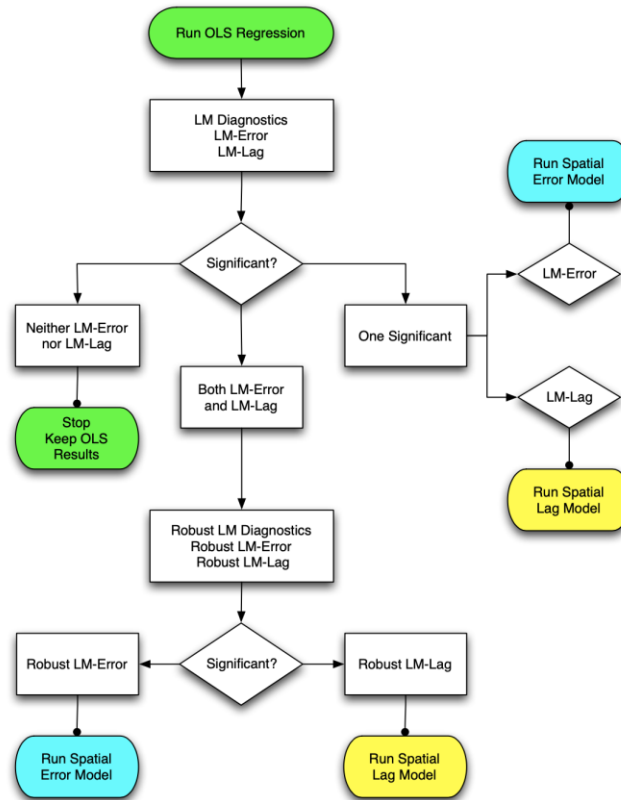 Run OLS Regression
LM Diagnostics
LM-Error
LM-Lag
Significant?
Neither LM-Error
nor LM-Lag
Stop
Keep OLS
Results
Both LM-Error
and LM-Lag
One Significant
LM-Error
Run Spatial
Error Model
LM-Lag
Run Spatial
Lag Model
Robust LM Diagnostics
Robust LM-Error
Robust LM-Lag
Significant?
Robust LM-Error
Run Spatial
Error Model
Robust LM-Lag
Run Spatial
Lag Model